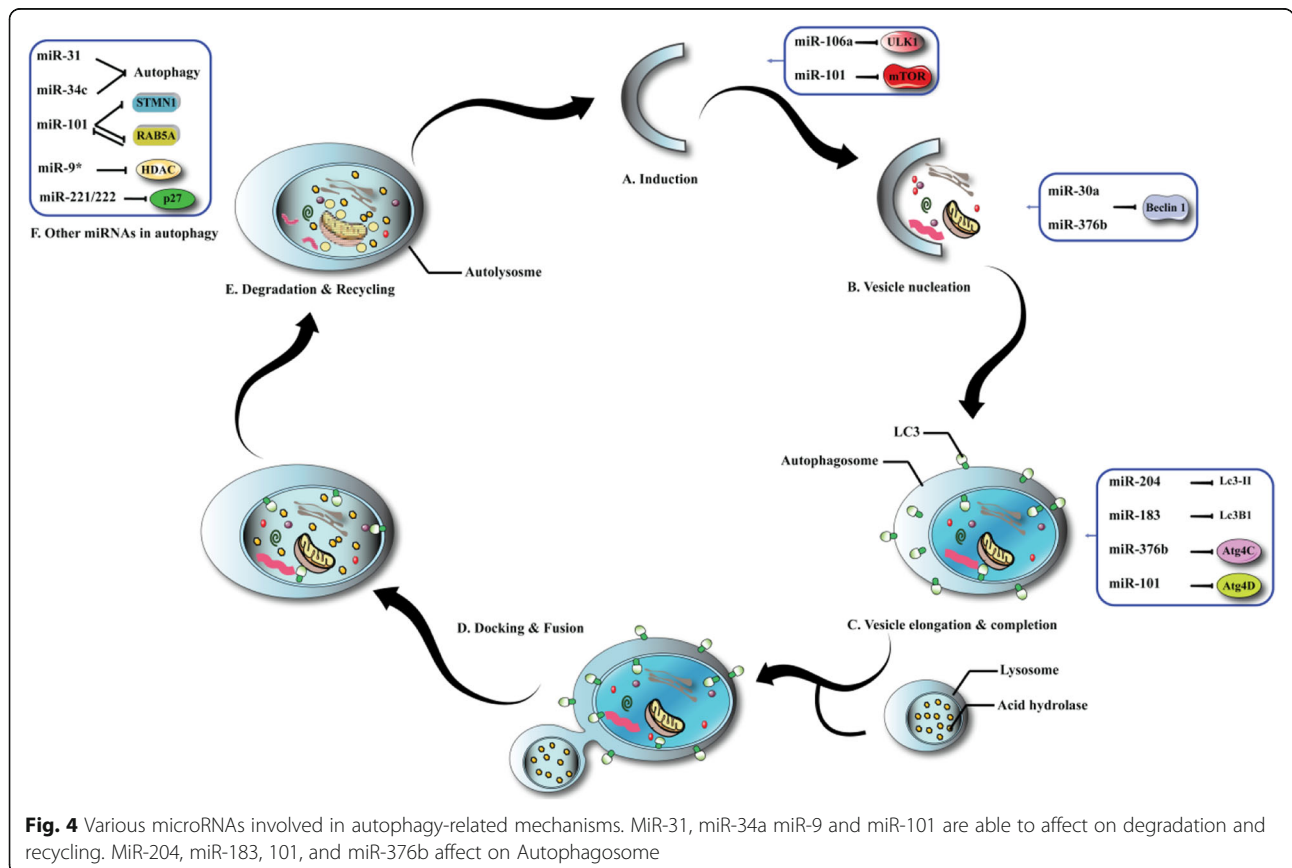 miR-31
miR-34c
Autophagy
miR-101
STMN1
RAB5A
miR-9*
HDAC
miR-221/222
p27
F. Other miRNAs in autophagy
miR-106a
ULK1
miR-101
mTOR
A. Induction
miR-30a
miR-376b
Beclin 1
B. Vesicle nucleation
Autolysosme
E. Degradation & Recycling
LC3
Autophagosome
miR-204
Lc3-II
miR-183
Lc3B1
miR-376b
Atg4C
miR-101
Atg4D
C. Vesicle elongation & completion
D. Docking & Fusion
Lysosome
Acid hydrolase
Fig. 4 Various microRNAs involved in autophagy-related mechanisms. MiR-31, miR-34a miR-9 and miR-101 are able to affect on degradation and
recycling. MiR-204, miR-183, 101, and miR-376b affect on Autophagosome